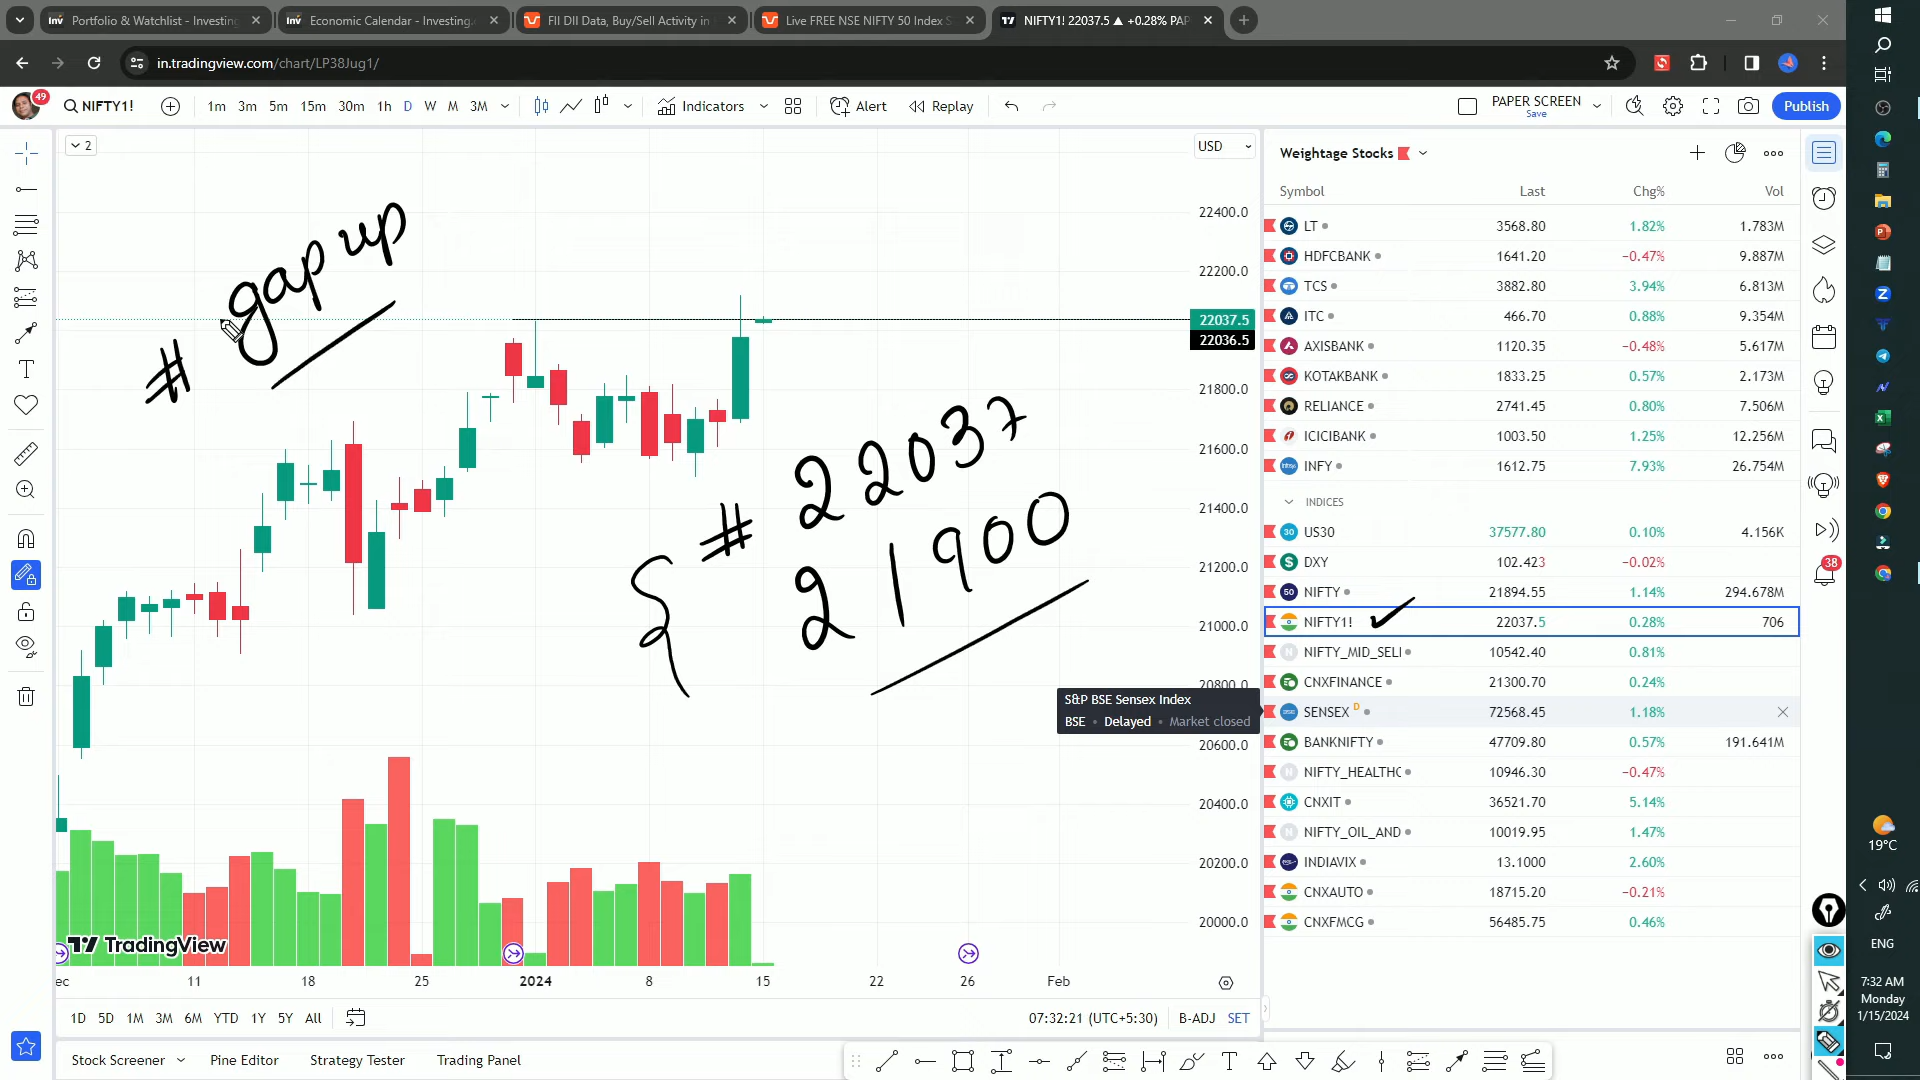 Portfolio & Watchlist - Investing
Economic Calendar - Investing.
FII DII Data, Buy/Sell Activity in
Live FREE NSE NIFTY 50 Index S
NIFTY1! 22037.5 ▲ +0.28% PAP
in.tradingview.com/chart/LP38Jug1/
49
NIFTY1!
1m 3m 5m 15m 30m 1h D W M 3M
Indicators
Alert
Replay
PAPER SCREEN
Save
Publish
2
USD
Weightage Stocks
Symbol Last Chg% Vol
LT 3568.80 1.82% 1.783M
HDFCBANK 1641.20 −0.47% 9.887M
TCS 3882.80 3.94% 6.813M
ITC 466.70 0.88% 9.354M
AXISBANK 1120.35 −0.48% 5.617M
KOTAKBANK 1833.25 0.57% 2.173M
RELIANCE 2741.45 0.80% 7.506M
ICICIBANK 1003.50 1.25% 12.256M
INFY 1612.75 7.93% 26.754M
INDICES
US30 37577.80 0.10% 4.156K
DXY 102.423 −0.02%
NIFTY 21894.55 1.14% 294.678M
NIFTY1! 22037.5 0.28% 706
NIFTY_MID_SELI 10542.40 0.81%
CNXFINANCE 21300.70 0.24%
SENSEX D 72568.45 1.18%
BANKNIFTY 47709.80 0.57% 191.641M
NIFTY_HEALTHC 10946.30 −0.47%
CNXIT 36521.70 5.14%
NIFTY_OIL_AND 10019.95 1.47%
INDIAVIX 13.1000 2.60%
CNXAUTO 18715.20 −0.21%
CNXFMCG 56485.75 0.46%
# gap up
# 22037
21900
22400.0
22200.0
22037.5
22036.5
21800.0
21600.0
21400.0
21200.0
21000.0
20800.0
20600.0
20400.0
20200.0
20000.0
S&P BSE Sensex Index
BSE • Delayed • Market closed
TradingView
ec 11 18 25 2024 8 15 22 26 Feb
1D 5D 1M 3M 6M YTD 1Y 5Y All
07:32:21 (UTC+5:30) B-ADJ SET
Stock Screener
Pine Editor
Strategy Tester
Trading Panel
38
19°C
ENG
7:32 AM
Monday
1/15/2024